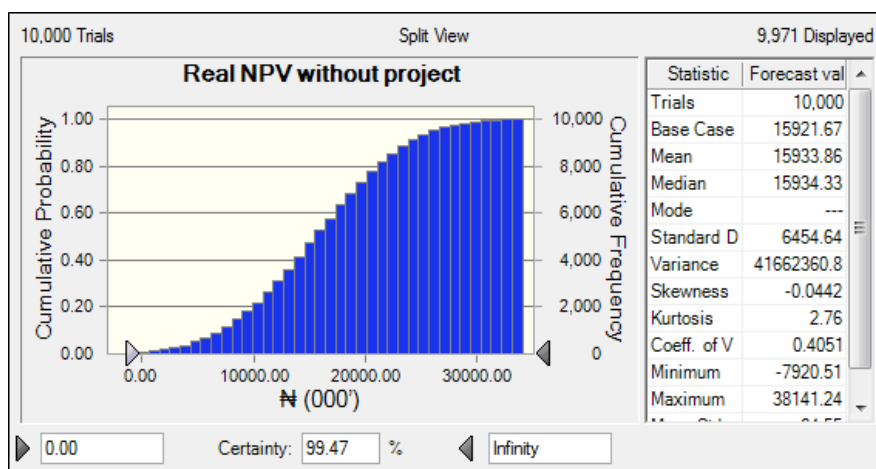 10,000 Trials Split View 9,971 Displayed
Real NPV without project
Cumulative Probability
1.00
0.80
0.60
0.40
0.20
0.00
0.00 10000.00 20000.00 30000.00
₦ (000')
10,000
8,000
6,000
4,000
2,000
0
Cumulative Frequency
Statistic Forecast val
Trials 10,000
Base Case 15921.67
Mean 15933.86
Median 15934.33
Mode ---
Standard D 6454.64
Variance 41662360.8
Skewness -0.0442
Kurtosis 2.76
Coeff. of V 0.4051
Minimum -7920.51
Maximum 38141.24
0.00 Certainty: 99.47 % Infinity